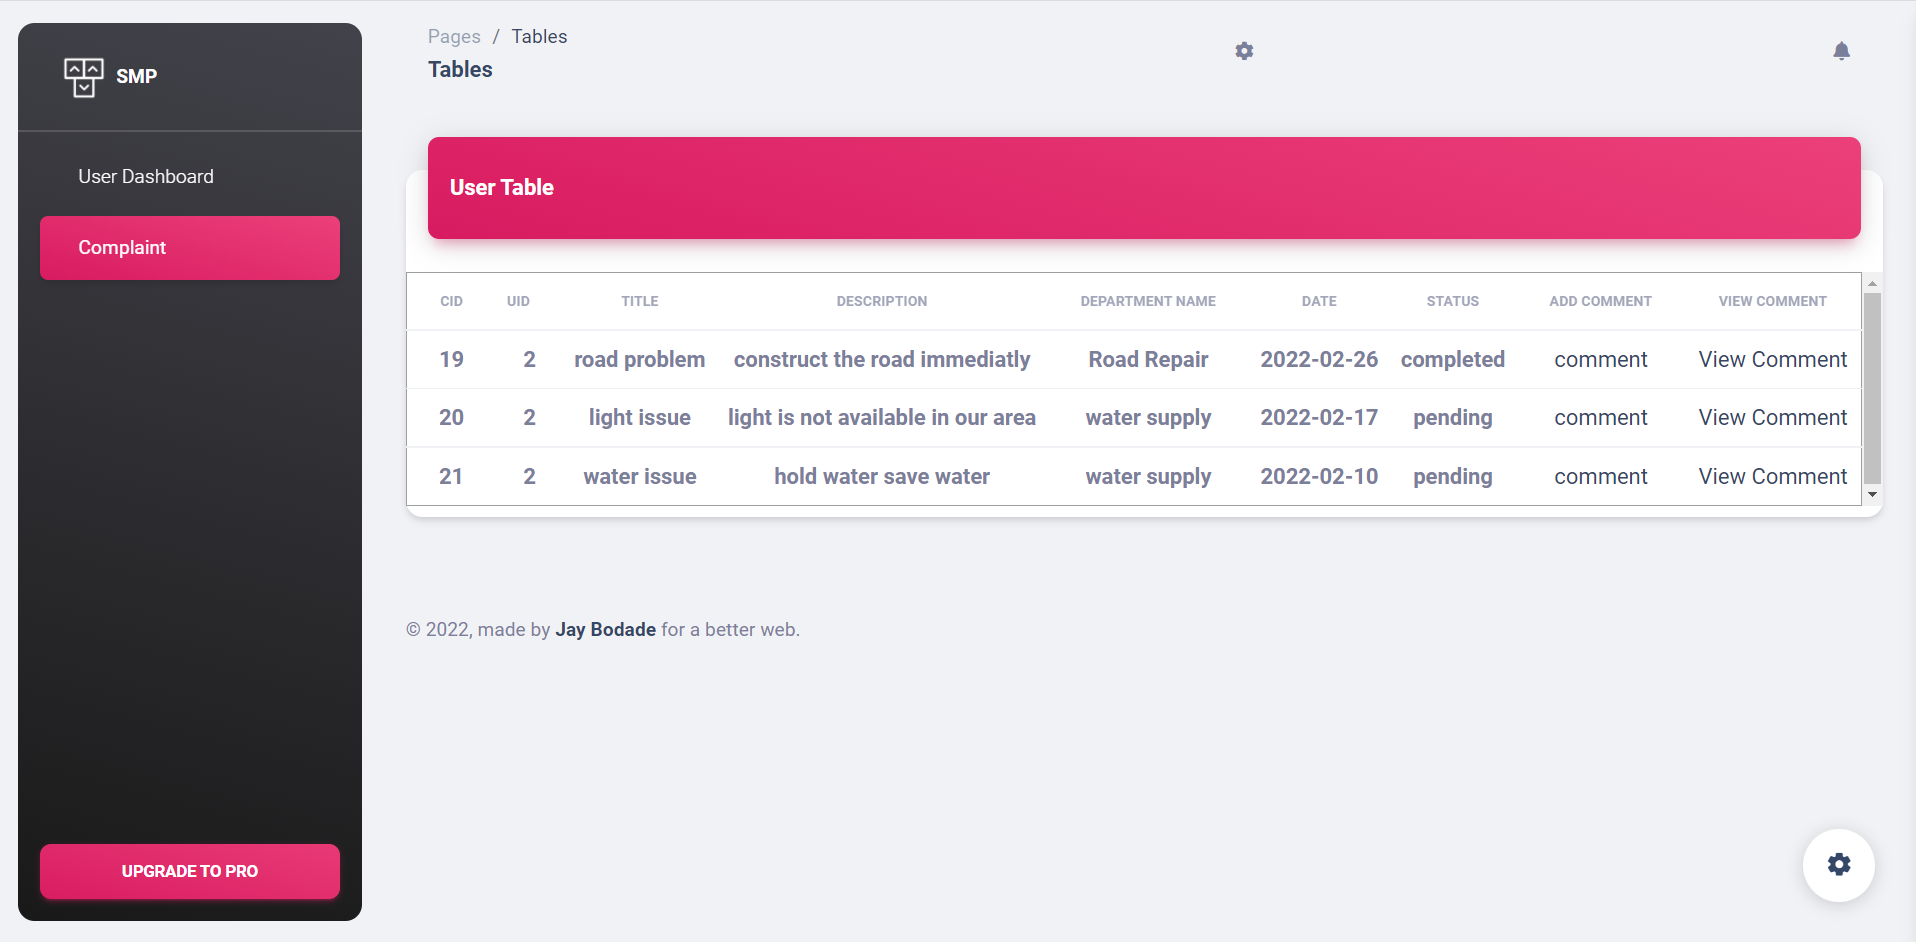 SMP
User Dashboard
Complaint
UPGRADE TO PRO
Pages / Tables
Tables
User Table
CID UID TITLE DESCRIPTION DEPARTMENT NAME DATE STATUS ADD COMMENT VIEW COMMENT
19 2 road problem construct the road immediatly Road Repair 2022-02-26 completed comment View Comment
20 2 light issue light is not available in our area water supply 2022-02-17 pending comment View Comment
21 2 water issue hold water save water water supply 2022-02-10 pending comment View Comment
© 2022, made by Jay Bodade for a better web.